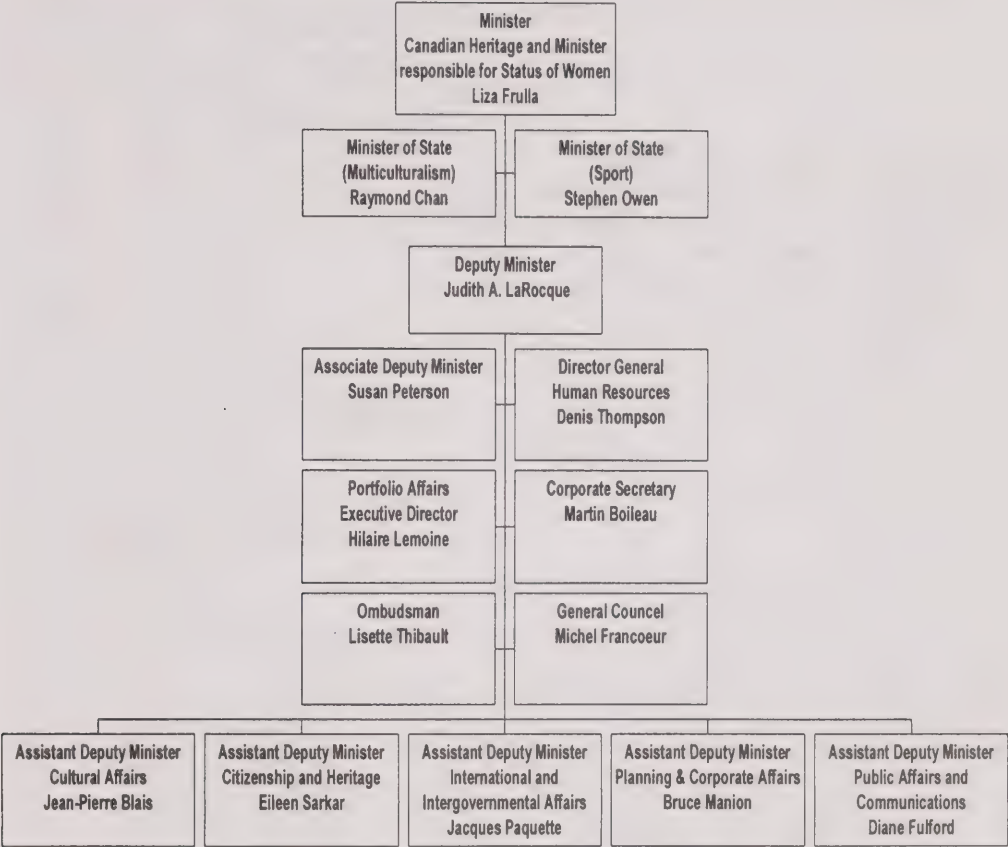 Minister
Canadian Heritage and Minister
responsible for Status of Women
Liza Frulla
Minister of State
(Multiculturalism)
Raymond Chan
Minister of State
(Sport)
Stephen Owen
Deputy Minister
Judith A. LaRocque
Associate Deputy Minister
Susan Peterson
Director General
Human Resources
Denis Thompson
Portfolio Affairs
Executive Director
Hilaire Lemoine
Corporate Secretary
Martin Boileau
Ombudsman
Lisette Thibault
General Councel
Michel Francoeur
Assistant Deputy Minister
Cultural Affairs
Jean-Pierre Blais
Assistant Deputy Minister
Citizenship and Heritage
Eileen Sarkar
Assistant Deputy Minister
International and
Intergovernmental Affairs
Jacques Paquette
Assistant Deputy Minister
Planning & Corporate Affairs
Bruce Manion
Assistant Deputy Minister
Public Affairs and
Communications
Diane Fulford